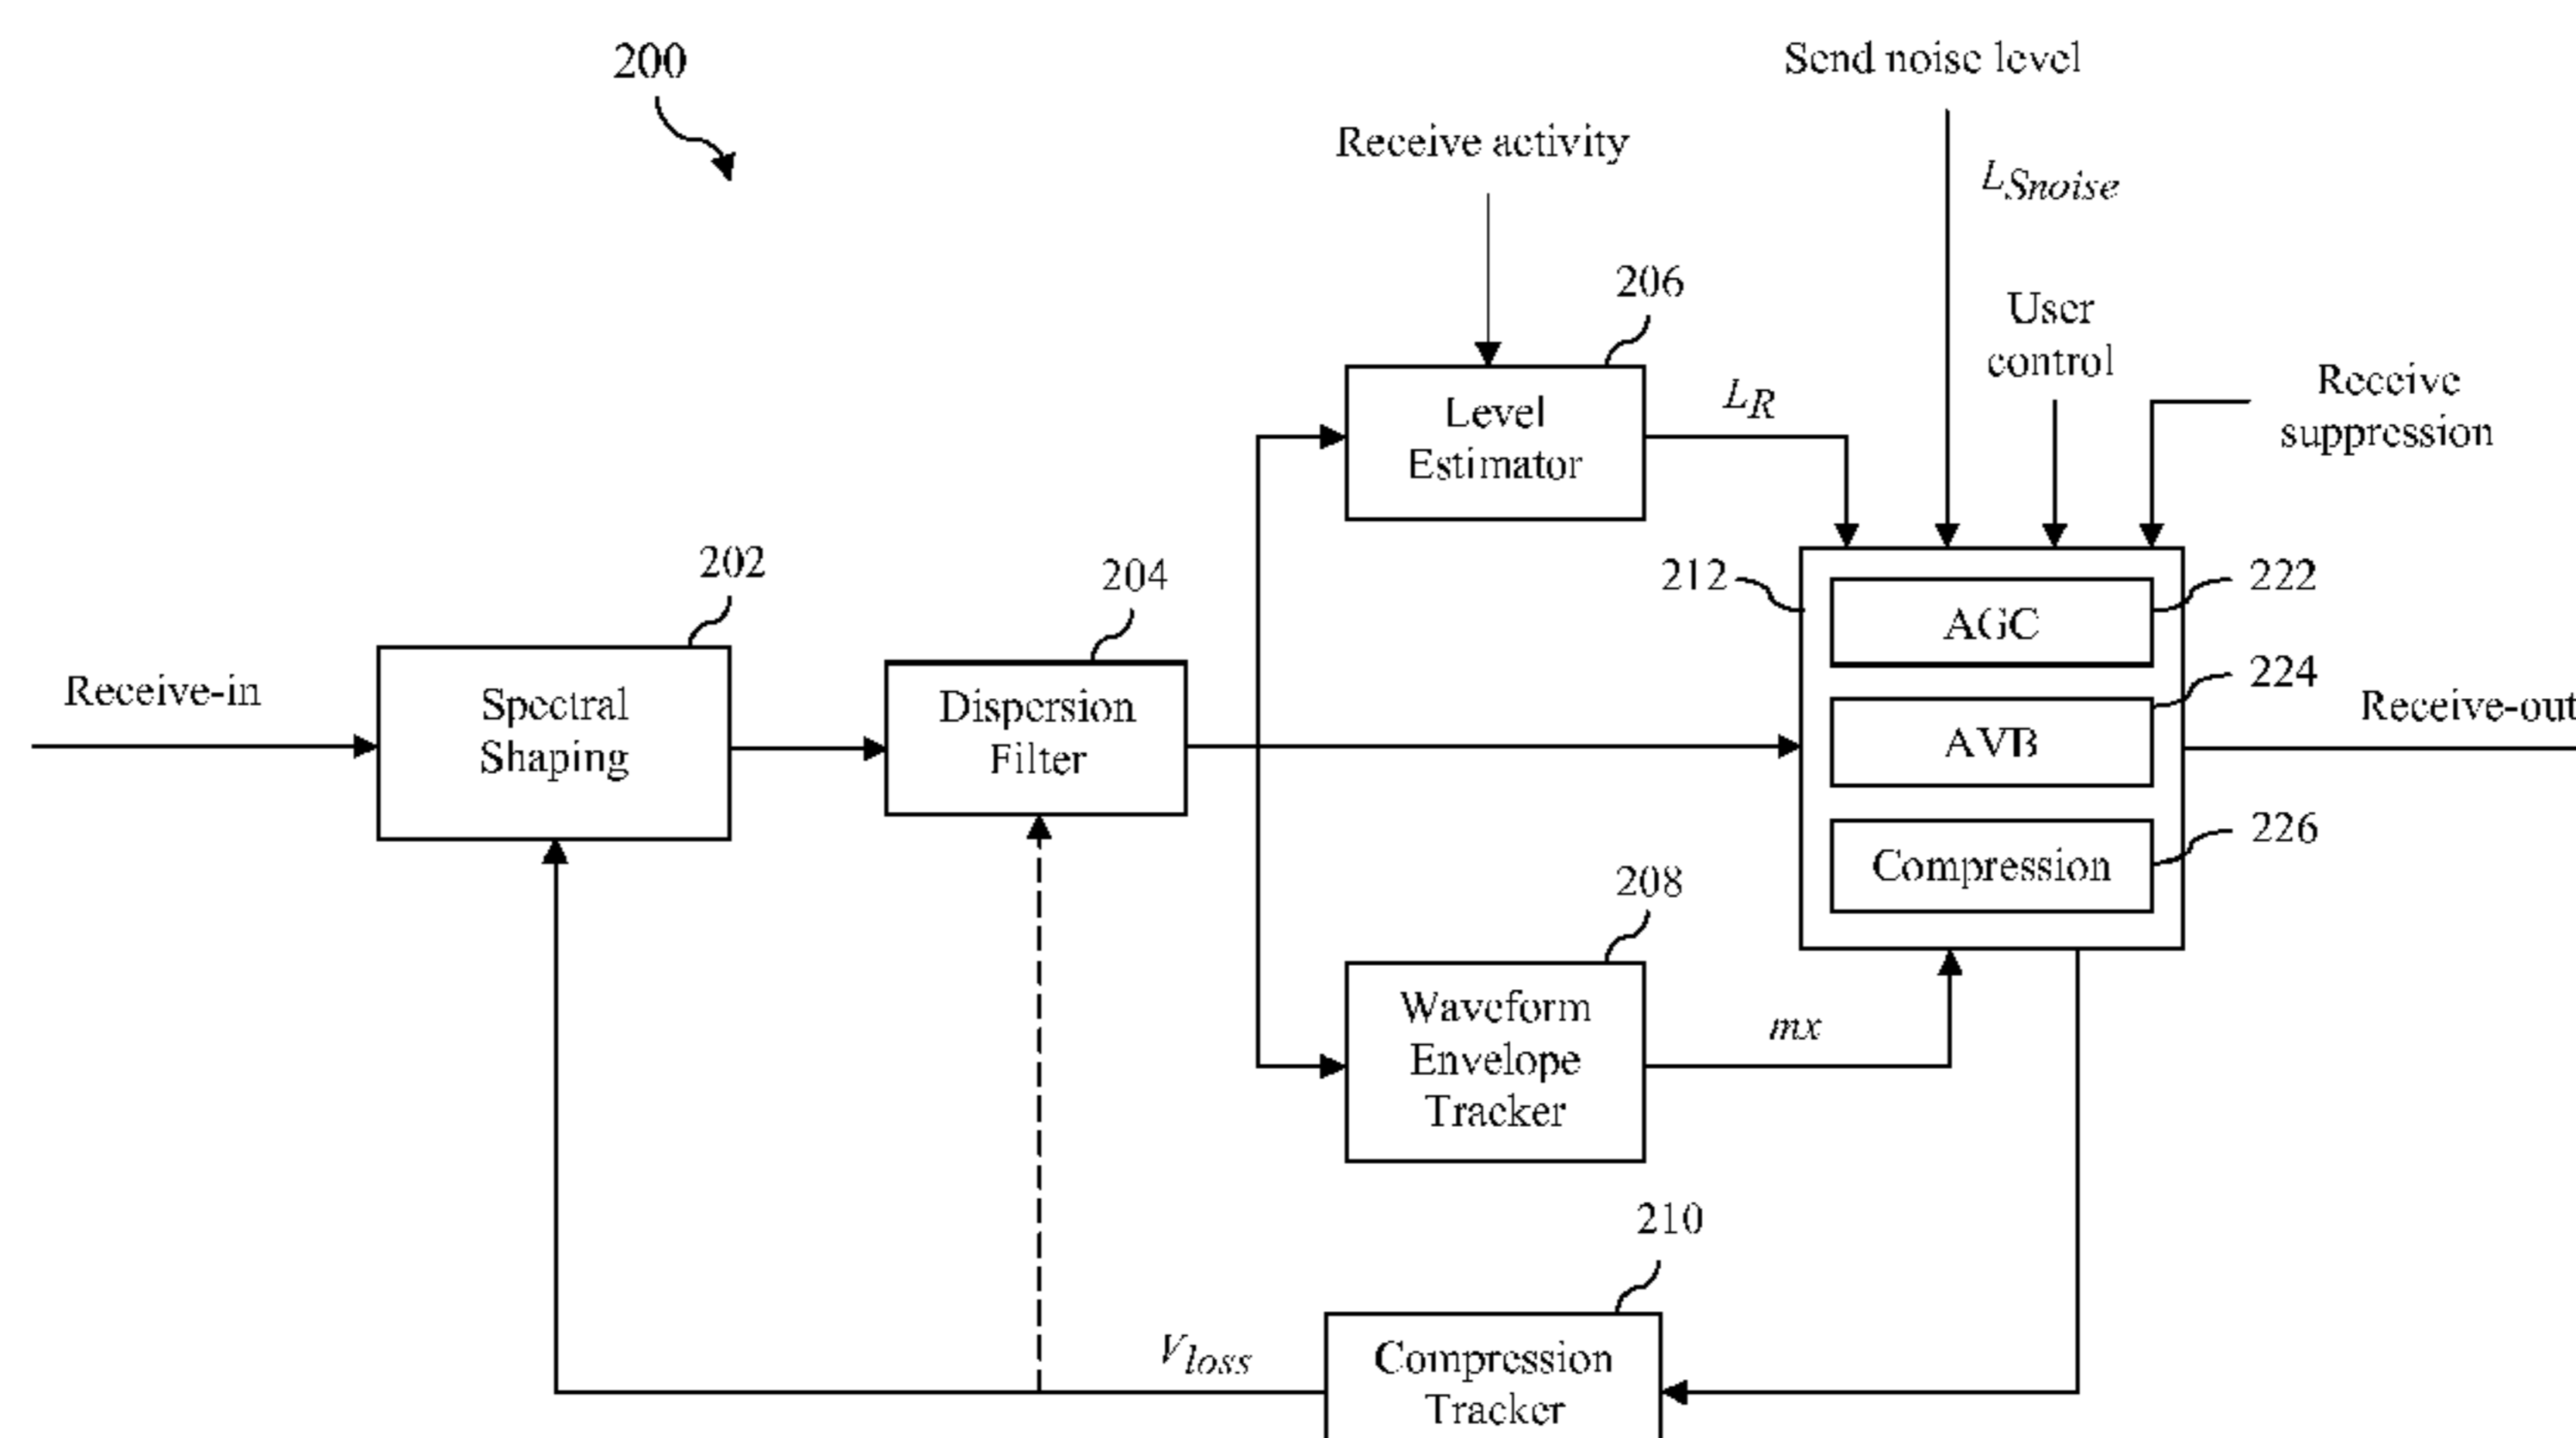 200
Send noise level
Receive activity
LSnoise
206
User
control
Receive
suppression
Level
Estimator
LR
202
204
212
AGC
222
Receive-in
Spectral
Shaping
Dispersion
Filter
AVB
224
Receive-out
Compression
226
208
Waveform
Envelope
Tracker
mx
210
Vloss
Compression
Tracker